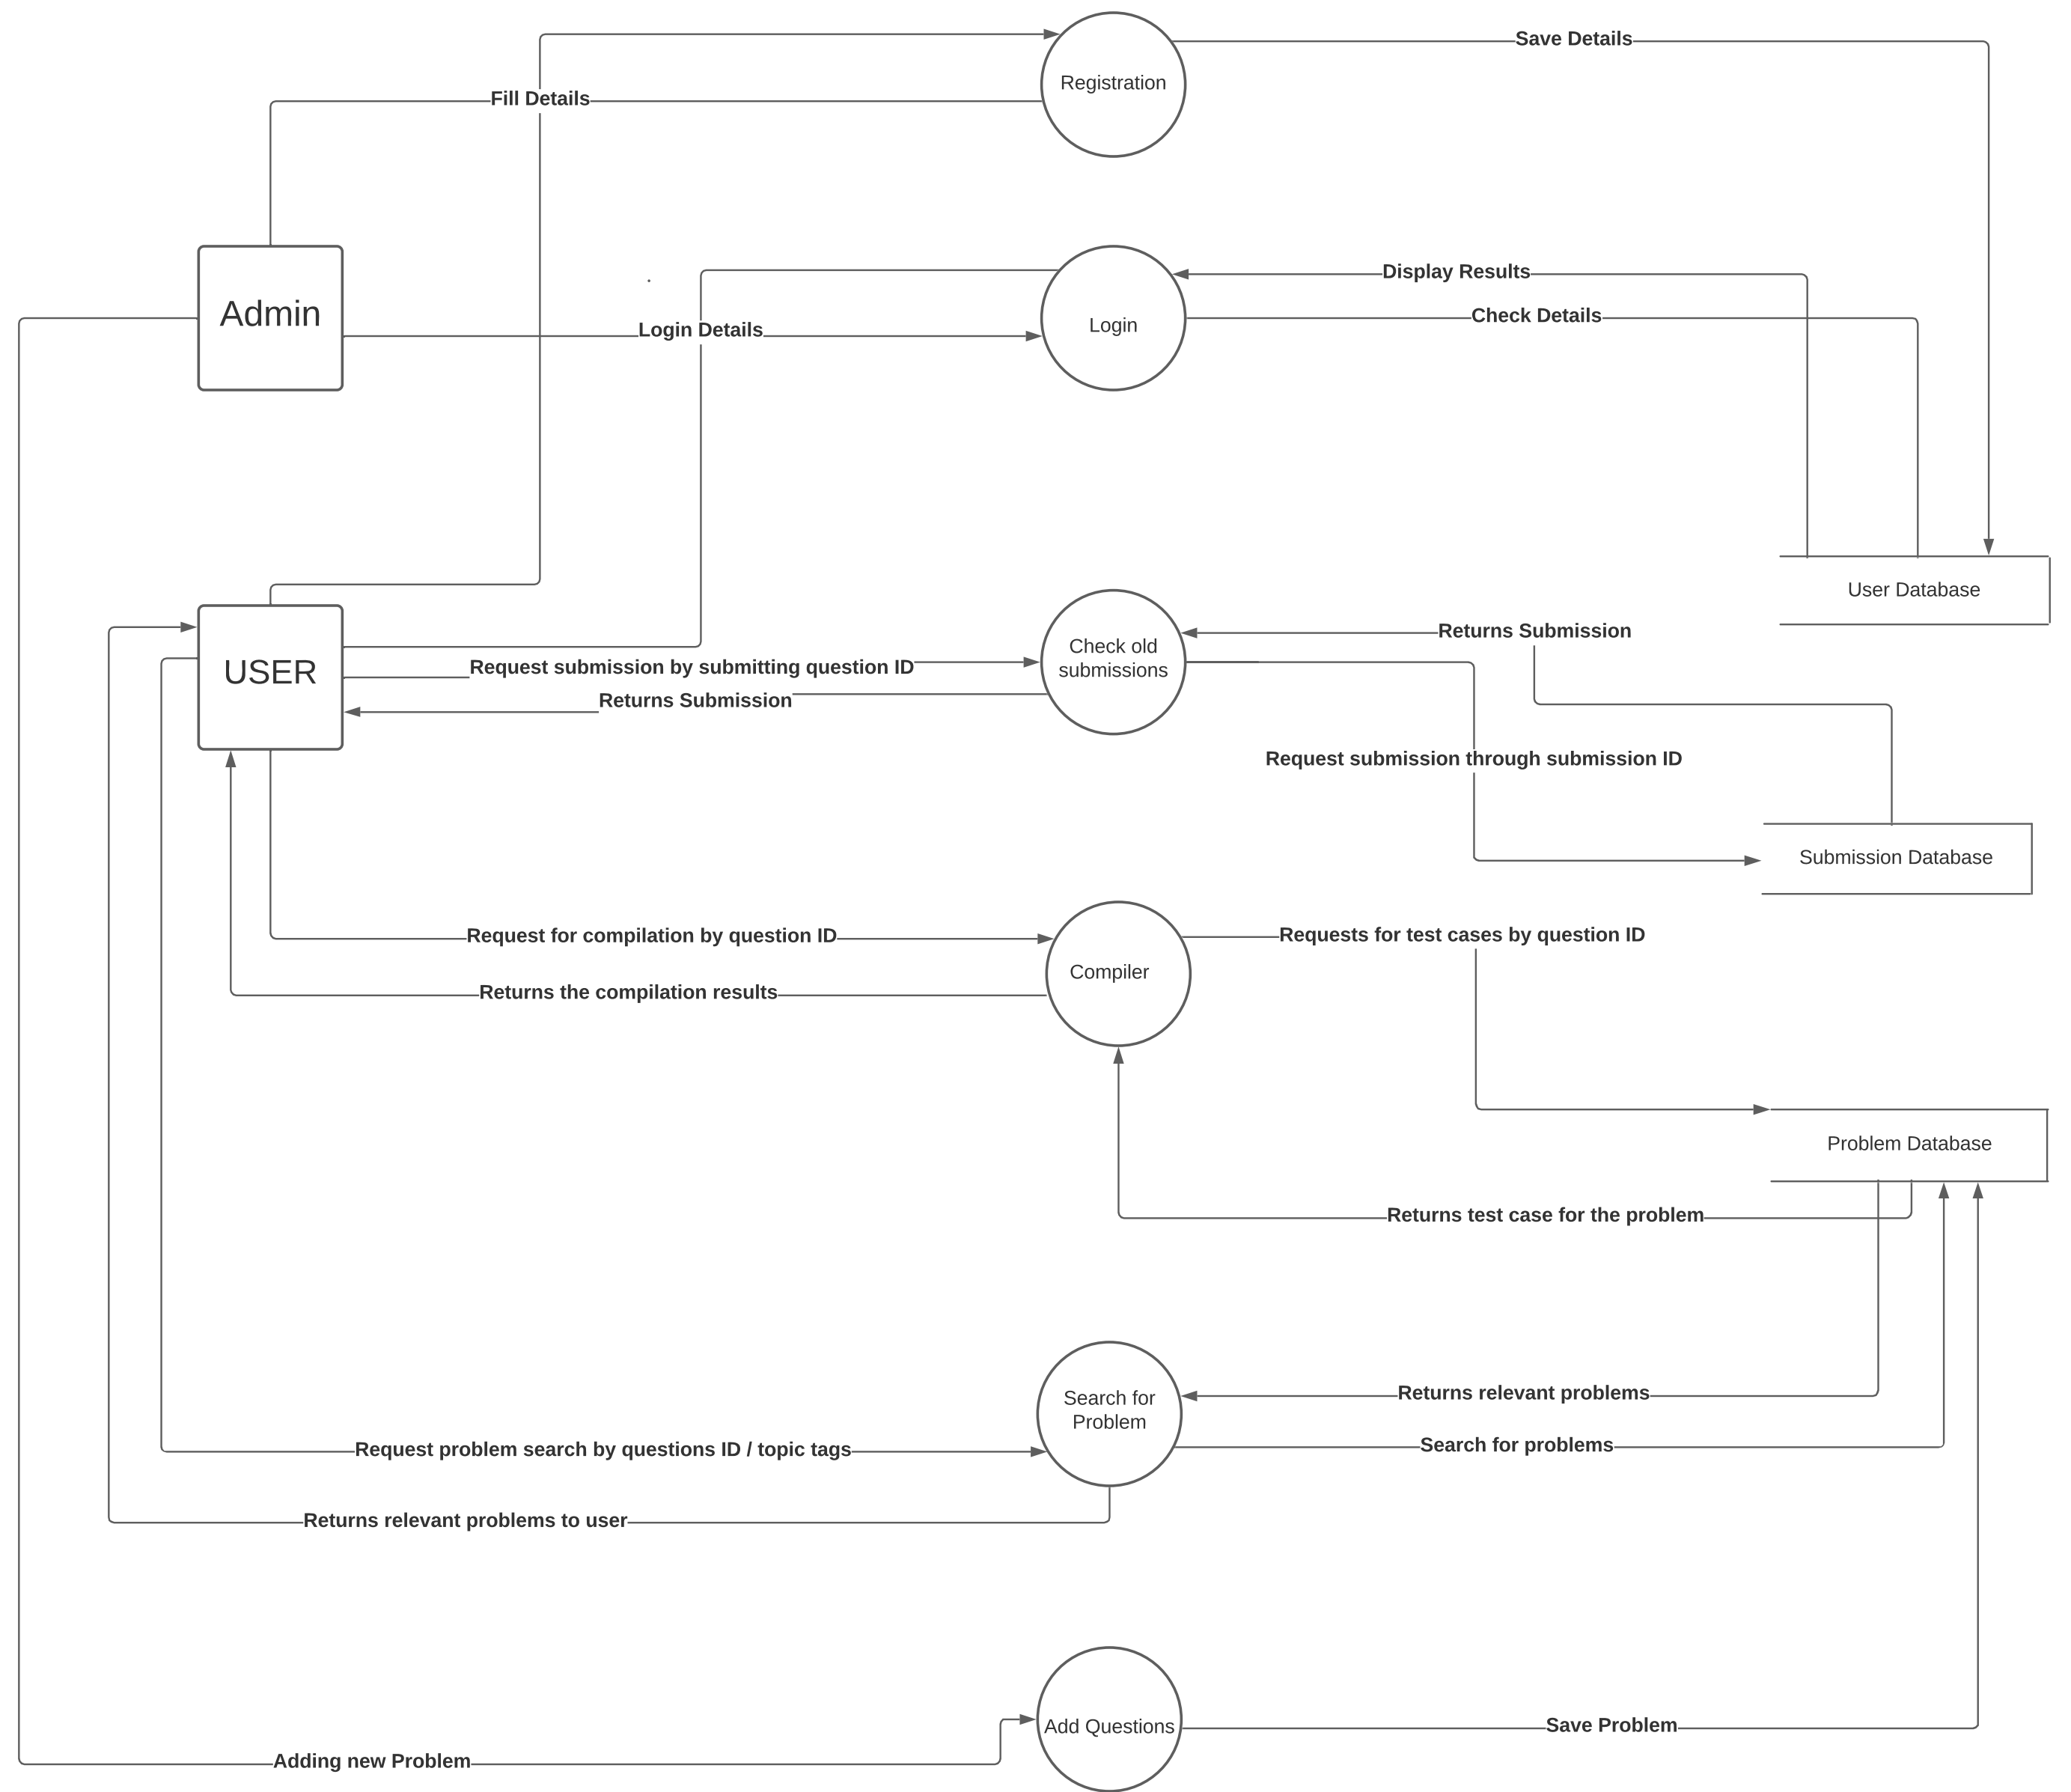 Save Details
Registration
Fill Details
Display Results
Admin
Check Details
Login Details
Login
User Database
Returns Submission
Check old
submissions
Request submission by submitting question ID
USER
Returns Submission
Request submission through submission ID
Submission Database
Request for compilation by question ID
Requests for test cases by question ID
Compiler
Returns the compilation results
Problem Database
Returns test case for the problem
Search for
Problem
Returns relevant problems
Search for problems
Request problem search by questions ID / topic tags
Returns relevant problems to user
Add Questions
Save Problem
Adding new Problem